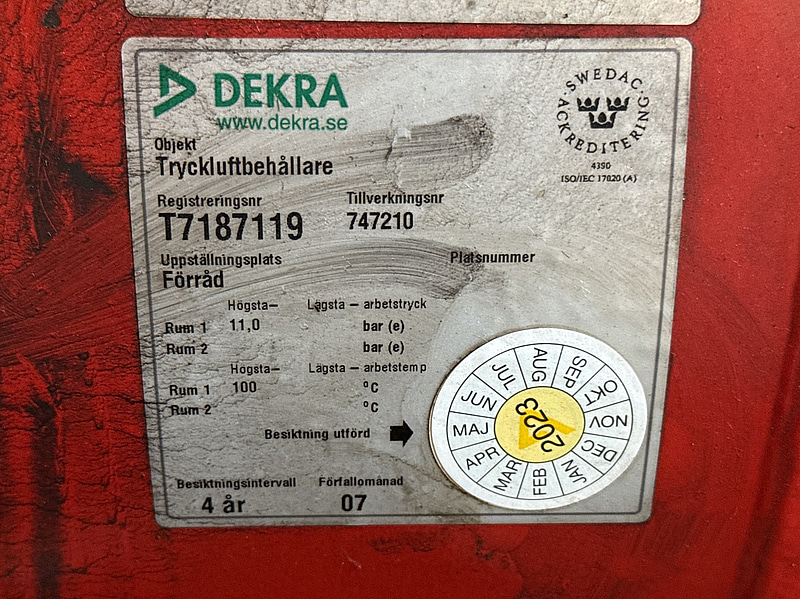 DEKRA
www.dekra.se
SWEDAC
ACKREDITERING
4390
ISO/IEC 17020 (A)
Objekt
Tryckluftbehållare
Registreringsnr Tillverkningsnr
T7187119 747210
Uppställningsplats Platsnummer
Förråd
Högsta– Lägsta – arbetstryck
Rum 1 11,0 bar (e)
Rum 2 bar (e)
Högsta– Lägsta – arbetstemp
Rum 1 100 °C
Rum 2 °C
Besiktning utförd
Besiktningsintervall Förfallomånad
4 år 07
2023
JAN
FEB
MAR
APR
MAJ
JUN
JUL
AUG
SEP
OKT
NOV
DEC